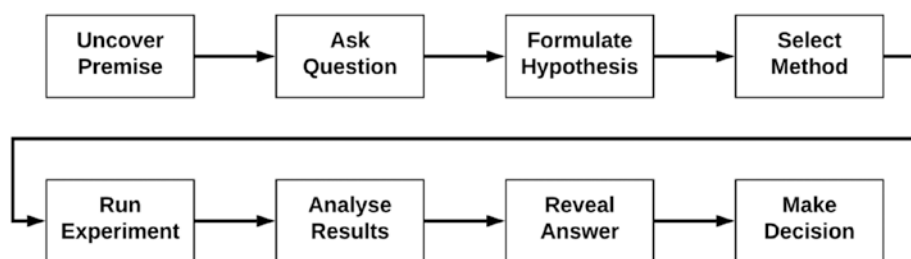 Uncover
Premise
Ask
Question
Formulate
Hypothesis
Select
Method
Run
Experiment
Analyse
Results
Reveal
Answer
Make
Decision